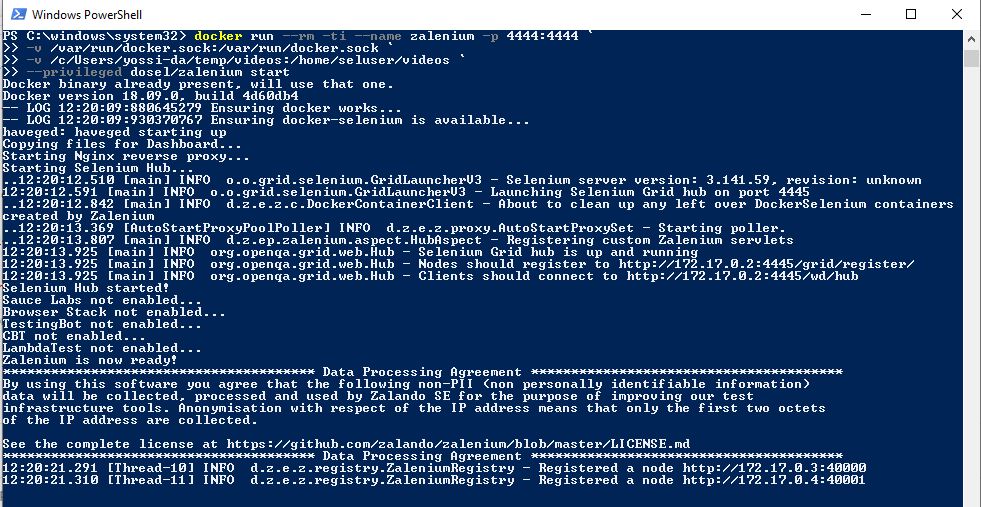 Windows PowerShell
PS C:\windows\system32> docker run --rm -ti --name zalenium -p 4444:4444 `
>> -v /var/run/docker.sock:/var/run/docker.sock `
>> -v /c/Users/yossi-da/temp/videos:/home/seluser/videos `
>> --privileged dosel/zalenium start
Docker binary already present, will use that one.
Docker version 18.09.0, build 4d60db4
-- LOG 12:20:09:880645279 Ensuring docker works...
-- LOG 12:20:09:930370767 Ensuring docker-selenium is available...
haveged: haveged starting up
Copying files for Dashboard...
Starting Nginx reverse proxy...
Starting Selenium Hub...
..12:20:12.510 [main] INFO  o.o.grid.selenium.GridLauncherV3 - Selenium server version: 3.141.59, revision: unknown
12:20:12.591 [main] INFO  o.o.grid.selenium.GridLauncherV3 - Launching Selenium Grid hub on port 4445
..12:20:12.842 [main] INFO  d.z.e.z.c.DockerContainerClient - About to clean up any left over DockerSelenium containers
created by Zalenium
..12:20:13.369 [AutoStartProxyPoolPoller] INFO  d.z.e.z.proxy.AutoStartProxySet - Starting poller.
..12:20:13.807 [main] INFO  d.z.ep.zalenium.aspect.HubAspect - Registering custom Zalenium servlets
12:20:13.925 [main] INFO  org.openqa.grid.web.Hub - Selenium Grid hub is up and running
12:20:13.925 [main] INFO  org.openqa.grid.web.Hub - Nodes should register to http://172.17.0.2:4445/grid/register/
12:20:13.925 [main] INFO  org.openqa.grid.web.Hub - Clients should connect to http://172.17.0.2:4445/wd/hub
Selenium Hub started!
Sauce Labs not enabled...
Browser Stack not enabled...
TestingBot not enabled...
CBT not enabled...
LambdaTest not enabled...
Zalenium is now ready!
*************************************** Data Processing Agreement ***************************************
By using this software you agree that the following non-PII (non personally identifiable information)
data will be collected, processed and used by Zalando SE for the purpose of improving our test
infrastructure tools. Anonymisation with respect of the IP address means that only the first two octets
of the IP address are collected.
See the complete license at https://github.com/zalando/zalenium/blob/master/LICENSE.md
*************************************** Data Processing Agreement ***************************************
12:20:21.291 [Thread-10] INFO  d.z.e.z.registry.ZaleniumRegistry - Registered a node http://172.17.0.3:40000
12:20:21.310 [Thread-11] INFO  d.z.e.z.registry.ZaleniumRegistry - Registered a node http://172.17.0.4:40001